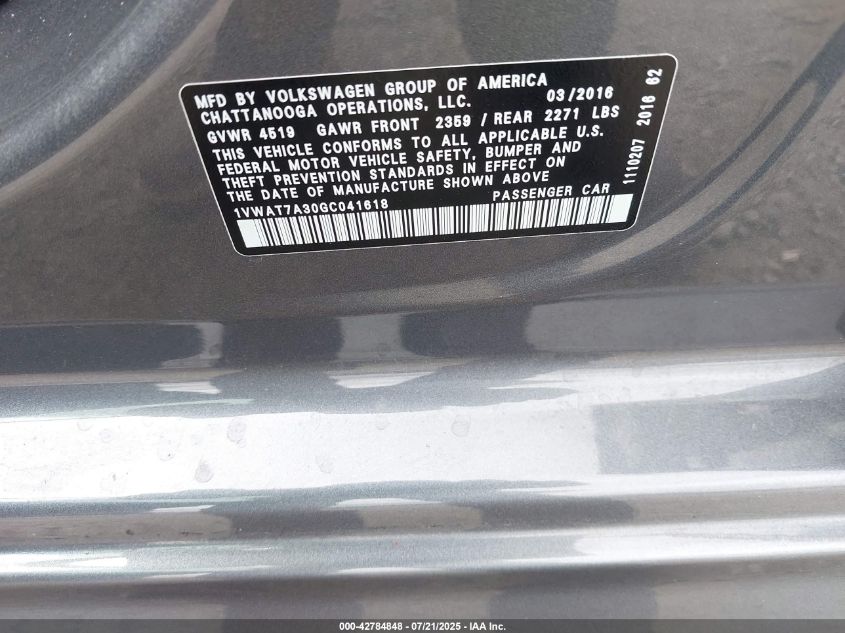 MFD BY VOLKSWAGEN GROUP OF AMERICA
CHATTANOOGA OPERATIONS, LLC. 03/2016
GVWR 4519 GAWR FRONT 2359 / REAR 2271 LBS
THIS VEHICLE CONFORMS TO ALL APPLICABLE U.S.
FEDERAL MOTOR VEHICLE SAFETY, BUMPER AND
THEFT PREVENTION STANDARDS IN EFFECT ON
THE DATE OF MANUFACTURE SHOWN ABOVE
1VWAT7A30GC041618 PASSENGER CAR
1110207 2016 62
000-42784848 - 07/21/2025 - IAA Inc.